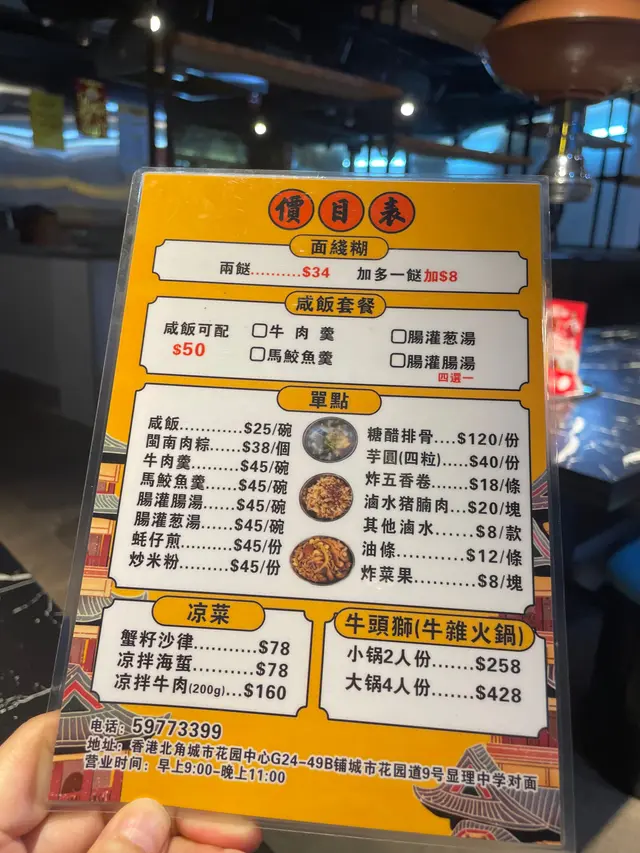 價目表
面綫糊
兩餸..........$34 加多一餸加$8
咸飯套餐
咸飯可配 $50
牛肉羹
腸灌葱湯
馬鮫魚羹
腸灌腸湯
四選一
單點
咸飯............$25/碗
閩南肉粽.......$38/個
牛肉羹..........$45/碗
馬鮫魚羹......$45/碗
腸灌腸湯......$45/碗
腸灌葱湯......$45/碗
蚝仔煎..........$45/份
炒米粉..........$45/份
糖醋排骨....$120/份
芋圓(四粒).....$40/份
炸五香卷........$18/條
滷水猪腩肉...$20/塊
其他滷水........$8/款
油條..............$12/條
炸菜果...........$8/塊
凉菜
蟹籽沙律..........$78
凉拌海蜇..........$78
凉拌牛肉(200g)...$160
牛頭獅(牛雜火鍋)
小锅2人份.......$258
大锅4人份.......$428
电话：59773399
地址：香港北角城市花园中心G24-49B铺城市花园道9号显理中学对面
营业时间：早上9:00-晚上11:00